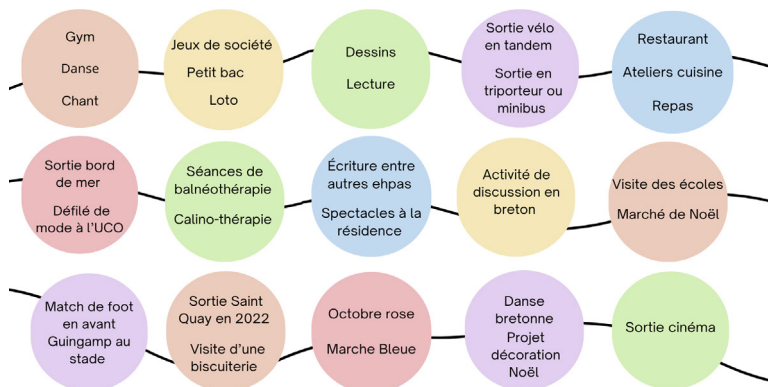 Gym
Danse
Chant
Jeux de société
Petit bac
Loto
Dessins
Lecture
Sortie vélo
en tandem
Sortie en
triporteur ou
minibus
Restaurant
Ateliers cuisine
Repas
Sortie bord
de mer
Défilé de
mode à l'UCO
Séances de
balnéothérapie
Calino-thérapie
Écriture entre
autres ehpas
Spectacles à la
résidence
Activité de
discussion en
breton
Visite des écoles
Marché de Noël
Match de foot
en avant
Guingamp au
stade
Sortie Saint
Quay en 2022
Visite d'une
biscuiterie
Octobre rose
Marche Bleue
Danse
bretonne
Projet
décoration
Noël
Sortie cinéma